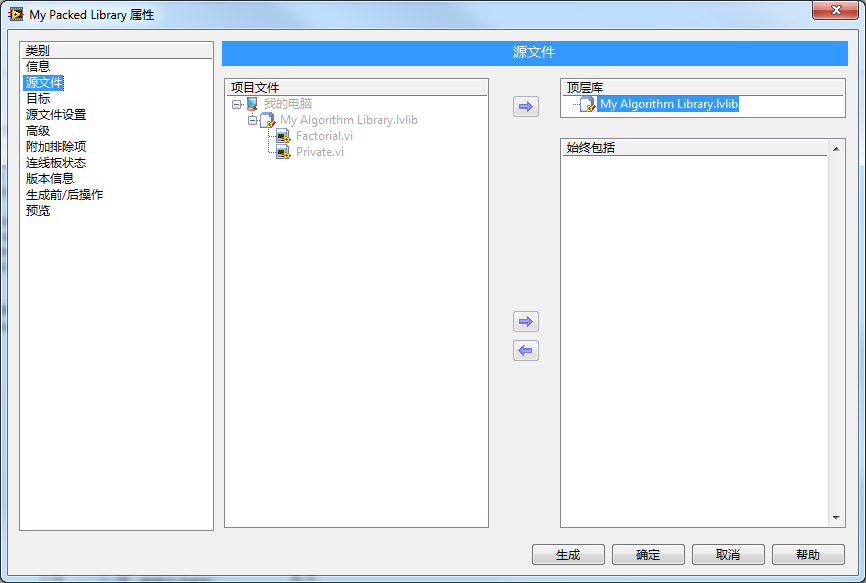 My Packed Library 属性
类别
信息
源文件
目标
源文件设置
高级
附加排除项
连线板状态
版本信息
生成前/后操作
预览
源文件
项目文件
我的电脑
My Algorithm Library.lvlib
Factorial.vi
Private.vi
顶层库
My Algorithm Library.lvlib
始终包括
生成
确定
取消
帮助